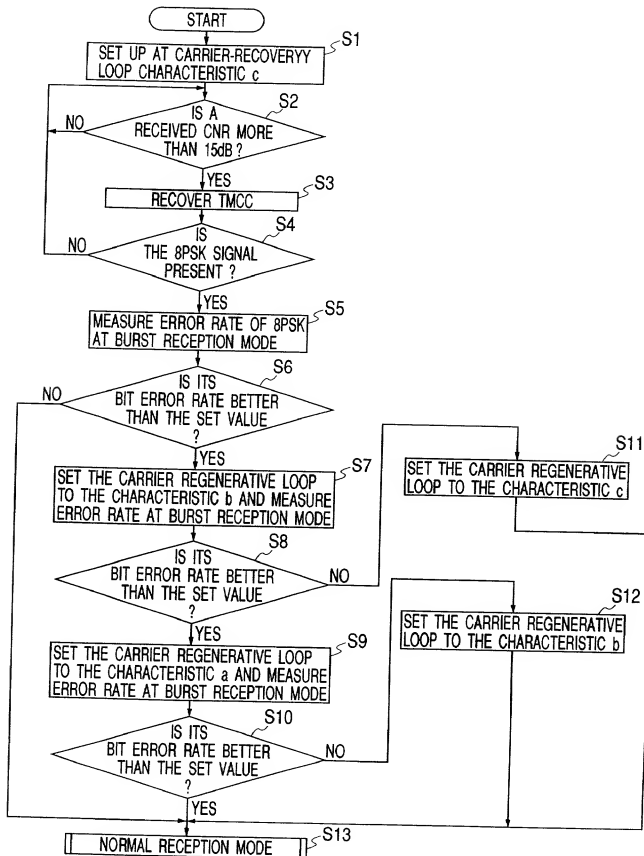 START
S1
SET UP AT CARRIER-RECOVERYY
LOOP CHARACTERISTIC c
S2
IS A
RECEIVED CNR MORE
THAN 15dB ?
NO
YES
S3
RECOVER TMCC
S4
IS
THE 8PSK SIGNAL
PRESENT ?
NO
YES
S5
MEASURE ERROR RATE OF 8PSK
AT BURST RECEPTION MODE
S6
IS ITS
BIT ERROR RATE BETTER
THAN THE SET VALUE
?
NO
YES
S7
SET THE CARRIER REGENERATIVE LOOP
TO THE CHARACTERISTIC b AND MEASURE
ERROR RATE AT BURST RECEPTION MODE
S11
SET THE CARRIER REGENERATIVE
LOOP TO THE CHARACTERISTIC c
S8
IS ITS
BIT ERROR RATE BETTER
THAN THE SET VALUE
?
NO
YES
S12
SET THE CARRIER REGENERATIVE
LOOP TO THE CHARACTERISTIC b
S9
SET THE CARRIER REGENERATIVE LOOP
TO THE CHARACTERISTIC a AND MEASURE
ERROR RATE AT BURST RECEPTION MODE
S10
IS ITS
BIT ERROR RATE BETTER
THAN THE SET VALUE
?
NO
YES
S13
NORMAL RECEPTION MODE